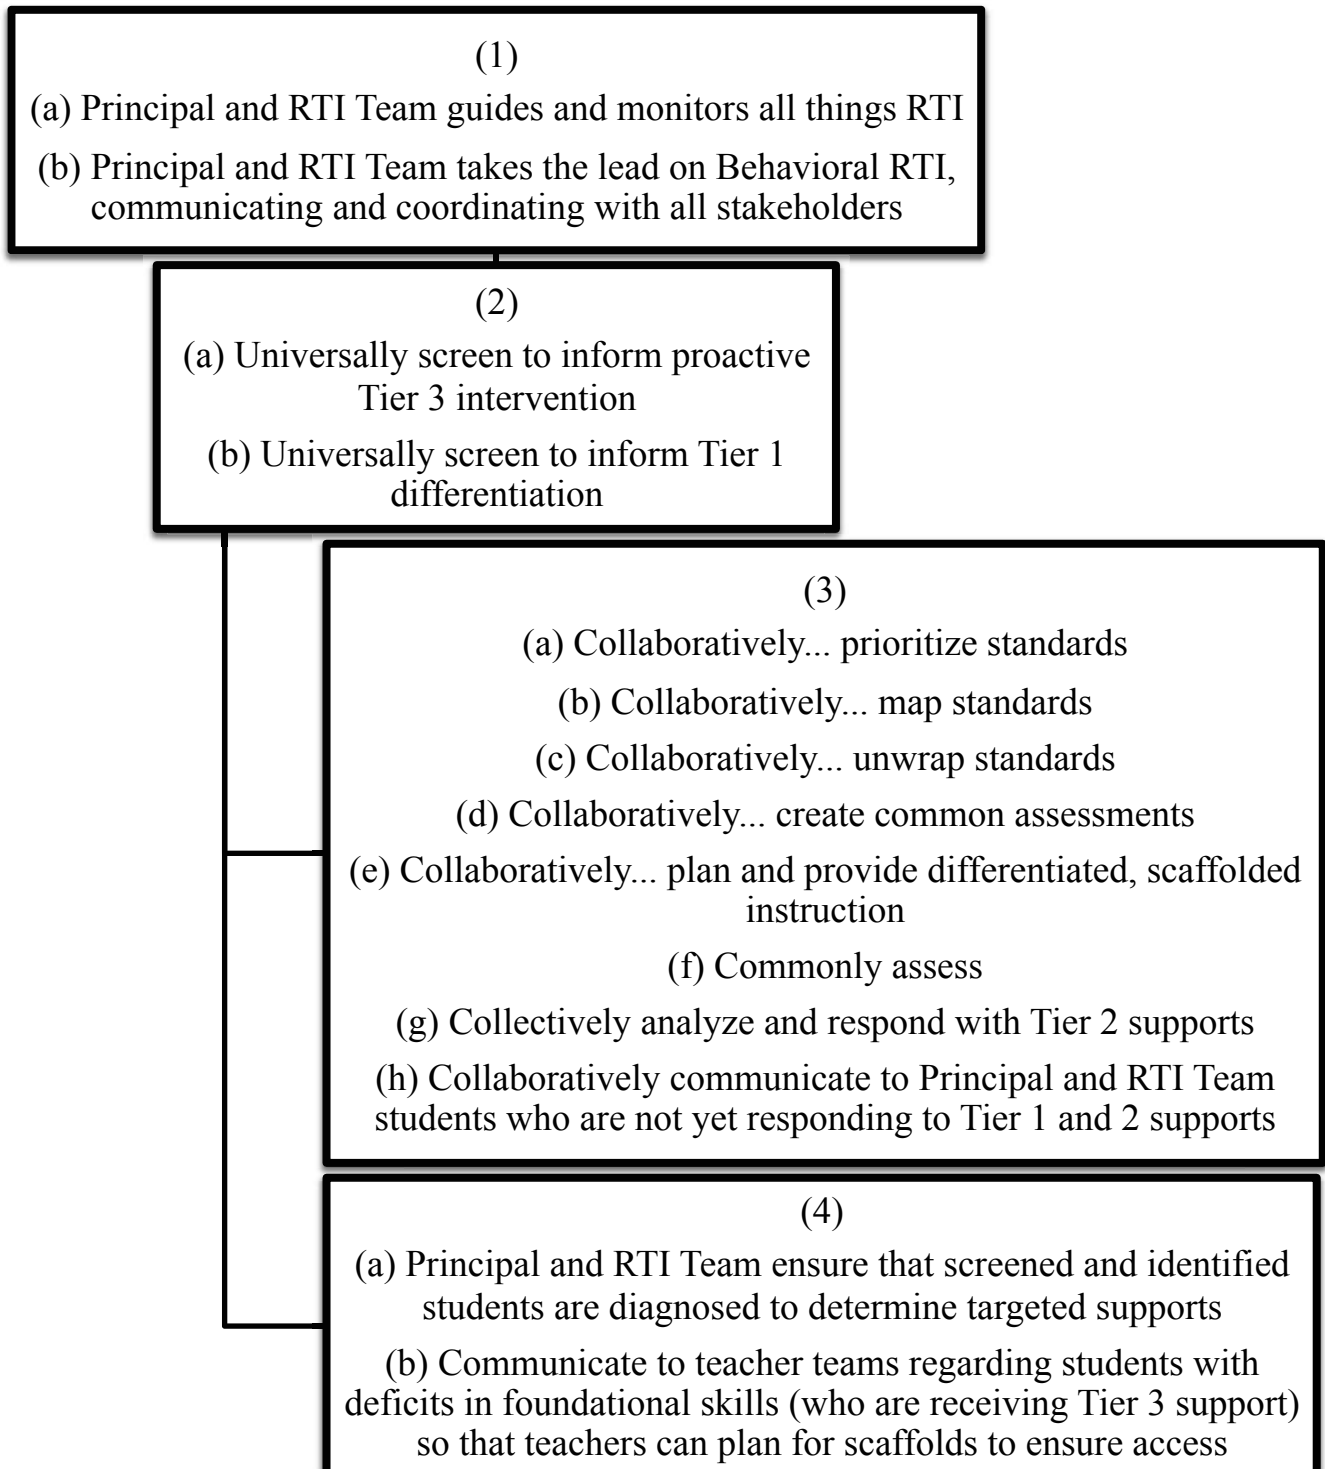 (1)
(a) Principal and RTI Team guides and monitors all things RTI
(b) Principal and RTI Team takes the lead on Behavioral RTI,
communicating and coordinating with all stakeholders
(2)
(a) Universally screen to inform proactive
Tier 3 intervention
(b) Universally screen to inform Tier 1
differentiation
(3)
(a) Collaboratively... prioritize standards
(b) Collaboratively... map standards
(c) Collaboratively... unwrap standards
(d) Collaboratively... create common assessments
(e) Collaboratively... plan and provide differentiated, scaffolded
instruction
(f) Commonly assess
(g) Collectively analyze and respond with Tier 2 supports
(h) Collaboratively communicate to Principal and RTI Team
students who are not yet responding to Tier 1 and 2 supports
(4)
(a) Principal and RTI Team ensure that screened and identified
students are diagnosed to determine targeted supports
(b) Communicate to teacher teams regarding students with
deficits in foundational skills (who are receiving Tier 3 support)
so that teachers can plan for scaffolds to ensure access